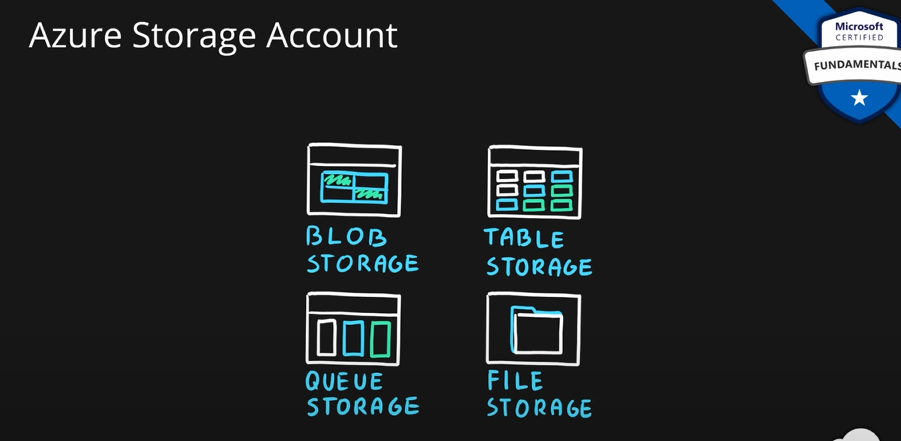 Azure Storage Account
Microsoft
CERTIFIED
FUNDAMENTALS
BLOB
STORAGE
TABLE
STORAGE
QUEUE
STORAGE
FILE
STORAGE